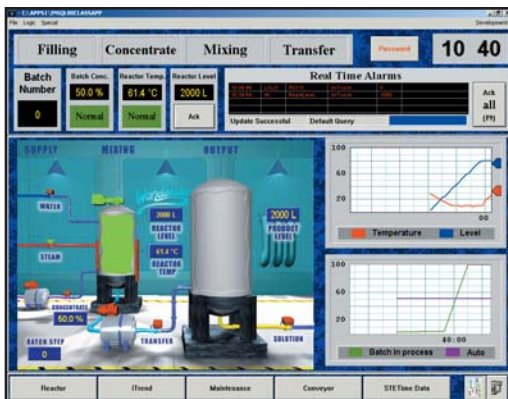 File Logic Special Development
Filling Concentrate Mixing Transfer Password 10 40
Batch Number
0
Batch Conc.
50.0 %
Normal
Reactor Temp.
61.4 °C
Normal
Reactor Level
2000 L
Ack
Real Time Alarms
Update Successful Default Query
Ack
all
(F9)
SUPPLY MIXING OUTPUT
WATER
STEAM
2000 L
REACTOR
LEVEL
61.4 °C
REACTOR
TEMP
2000 L
PRODUCT
LEVEL
CONCENTRATE
50.0 %
BATCH STEP
0
TRANSFER
SOLUTION
100
60
20
00
Temperature Level
100
60
20
40:00
Batch in process Auto
Reactor iTrend Maintenance Conveyor STETime Data